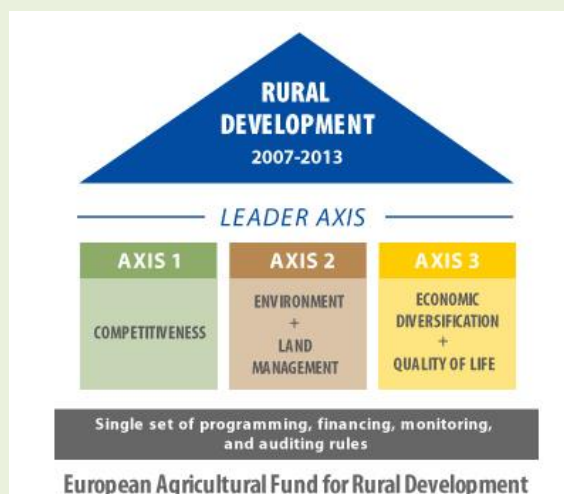 RURAL
DEVELOPMENT
2007-2013
LEADER AXIS
AXIS 1
COMPETITIVENESS
AXIS 2
ENVIRONMENT
+
LAND
MANAGEMENT
AXIS 3
ECONOMIC
DIVERSIFICATION
+
QUALITY OF LIFE
Single set of programming, financing, monitoring,
and auditing rules
European Agricultural Fund for Rural Development